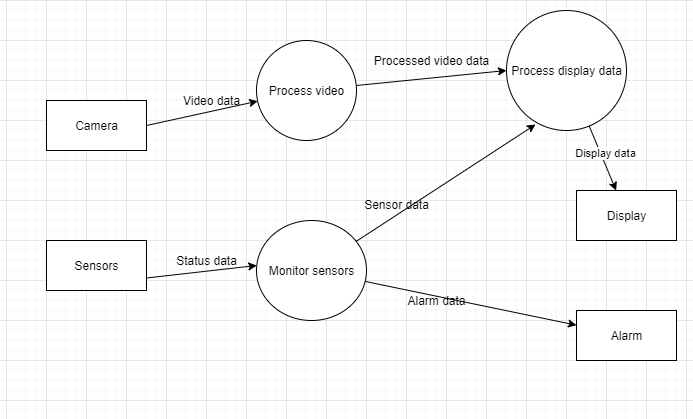 Processed video data
Process display data
Process video
Video data
Camera
Display data
Sensor data
Display
Status data
Sensors
Monitor sensors
Alarm data
Alarm